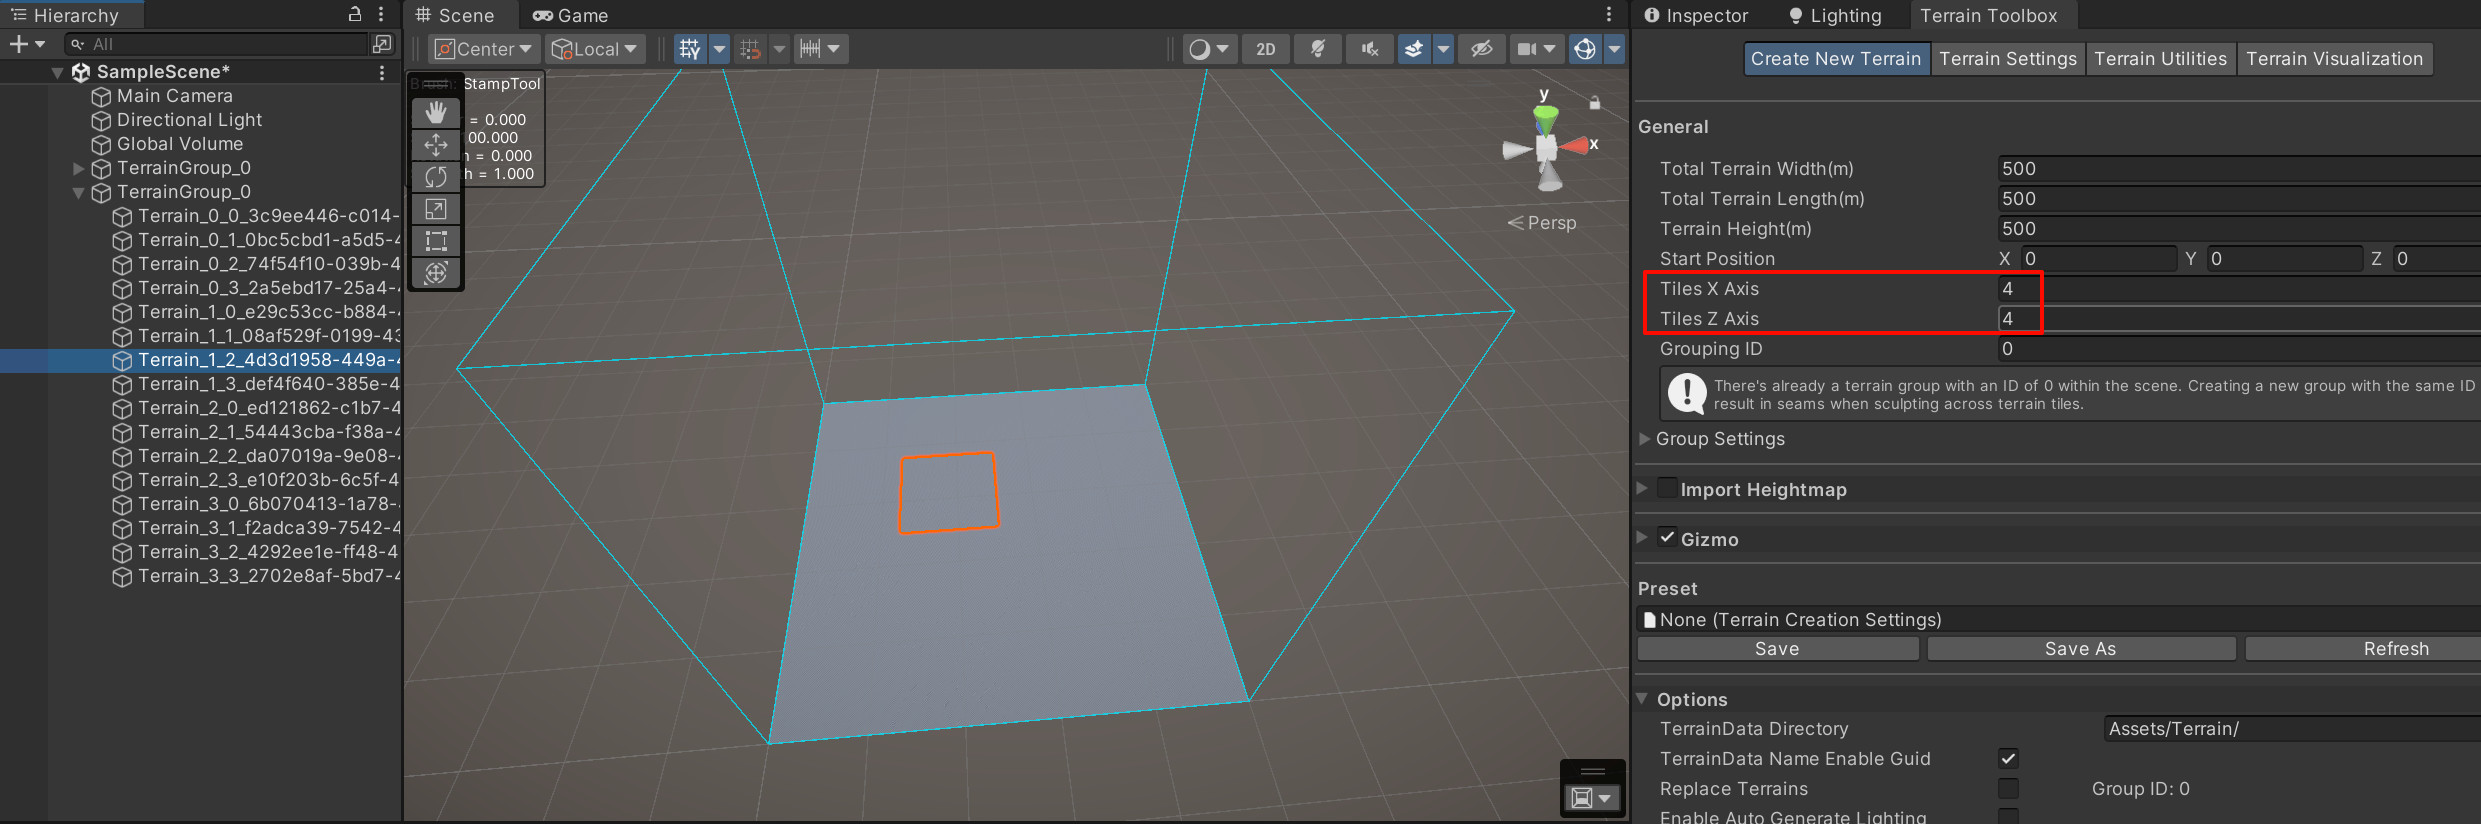 Hierarchy
All
SampleScene*
Main Camera
Directional Light
Global Volume
TerrainGroup_0
TerrainGroup_0
Terrain_0_0_3c9ee446-c014-
Terrain_0_1_0bc5cbd1-a5d5-4
Terrain_0_2_74f54f10-039b-4
Terrain_0_3_2a5ebd17-25a4-
Terrain_1_0_e29c53cc-b884-
Terrain_1_1_08af529f-0199-43
Terrain_1_2_4d3d1958-449a-
Terrain_1_3_def4f640-385e-4
Terrain_2_0_ed121862-c1b7-4
Terrain_2_1_54443cba-f38a-4
Terrain_2_2_da07019a-9e08-
Terrain_2_3_e10f203b-6c5f-4
Terrain_3_0_6b070413-1a78-
Terrain_3_1_f2adca39-7542-4
Terrain_3_2_4292ee1e-ff48-4
Terrain_3_3_2702e8af-5bd7-4
Scene Game
Center Local 2D
StampTool
= 0.000
00.000
h = 0.000
h = 1.000
y
x
Persp
Inspector Lighting Terrain Toolbox
Create New Terrain Terrain Settings Terrain Utilities Terrain Visualization
General
Total Terrain Width(m) 500
Total Terrain Length(m) 500
Terrain Height(m) 500
Start Position X 0 Y 0 Z 0
Tiles X Axis 4
Tiles Z Axis 4
Grouping ID 0
There's already a terrain group with an ID of 0 within the scene. Creating a new group with the same ID
result in seams when sculpting across terrain tiles.
Group Settings
Import Heightmap
Gizmo
Preset
None (Terrain Creation Settings)
Save Save As Refresh
Options
TerrainData Directory Assets/Terrain/
TerrainData Name Enable Guid
Replace Terrains Group ID: 0
Enable Auto Generate Lighting